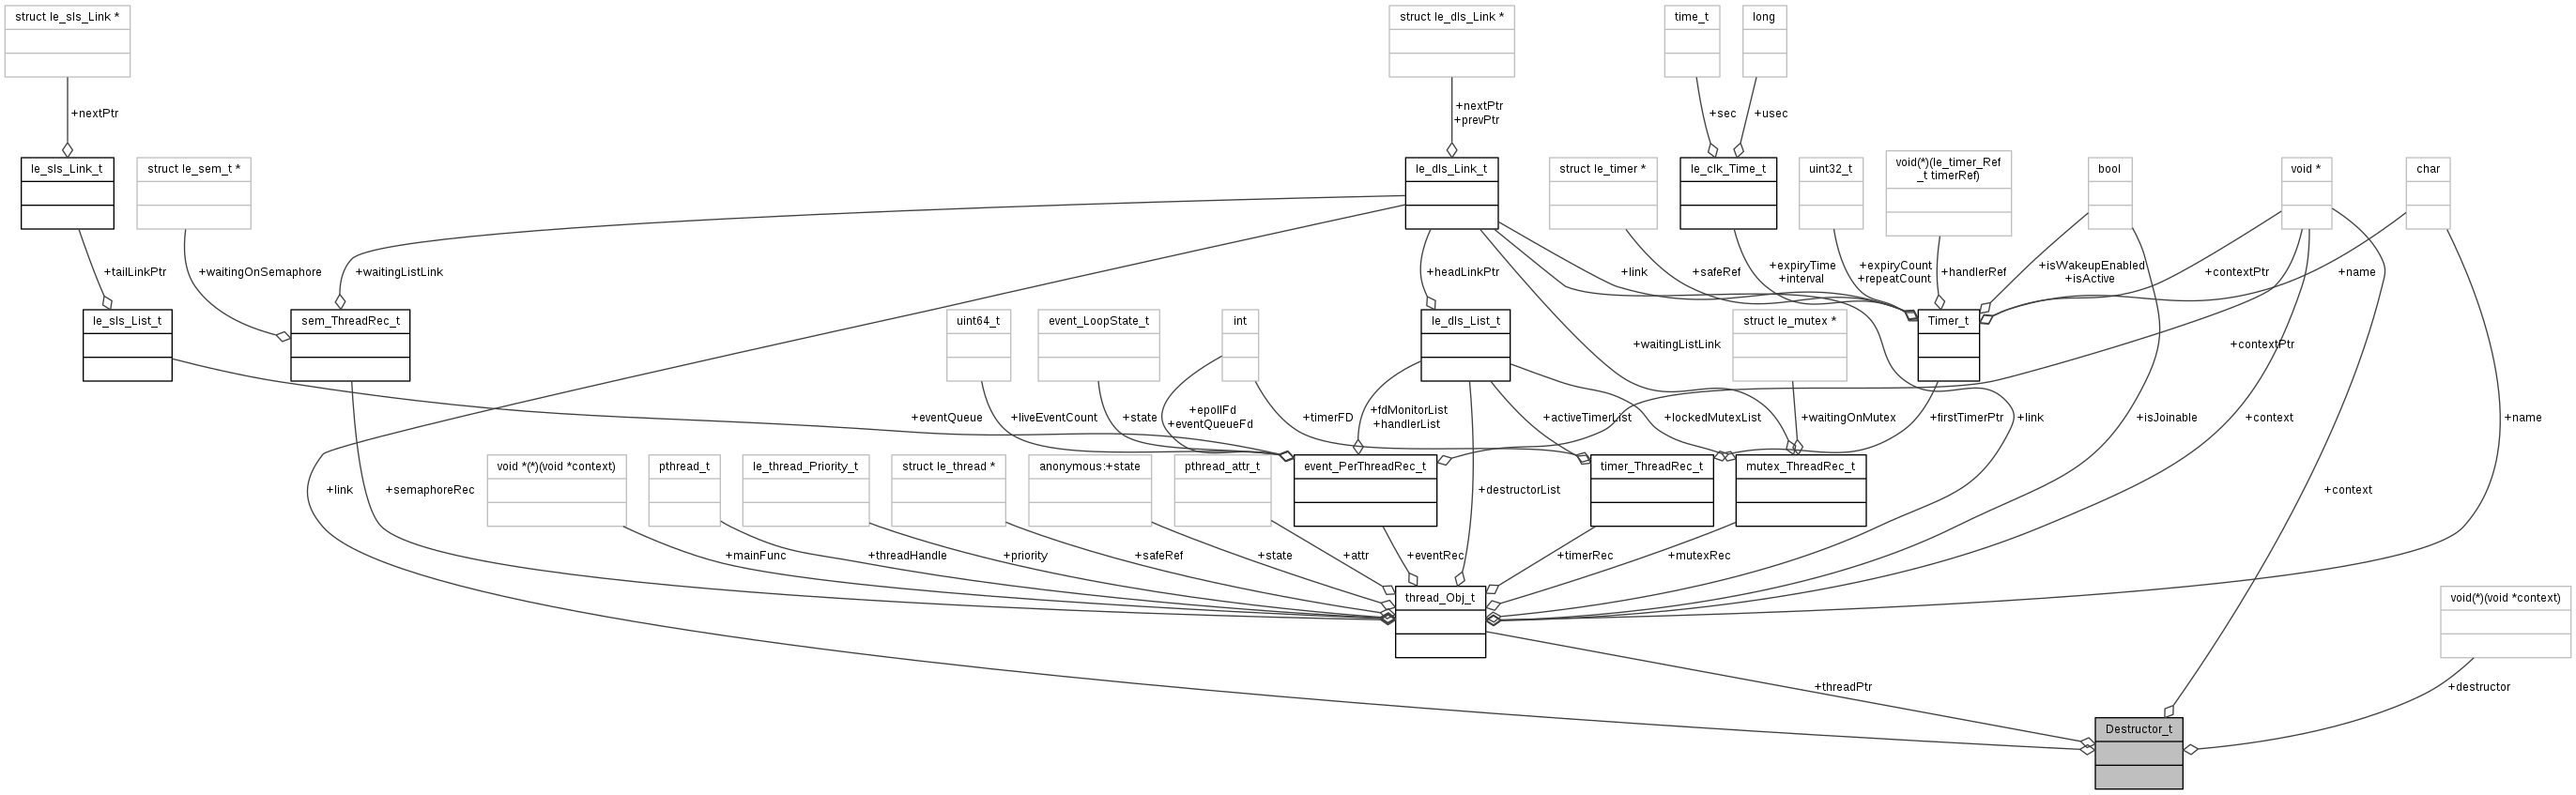 struct le_sls_Link *
struct le_dls_Link *
time_t
long
+nextPtr
+nextPtr
+prevPtr
+sec
+usec
le_sls_Link_t
struct le_sem_t *
le_dls_Link_t
struct le_timer *
le_clk_Time_t
uint32_t
void(*)(le_timer_Ref
_t timerRef)
bool
void *
char
+tailLinkPtr
+waitingOnSemaphore
+waitingListLink
+headLinkPtr
+link
+safeRef
+expiryTime
+interval
+expiryCount
+repeatCount
+handlerRef
+isWakeupEnabled
+isActive
+contextPtr
+name
le_sls_List_t
sem_ThreadRec_t
uint64_t
event_LoopState_t
int
le_dls_List_t
+waitingListLink
struct le_mutex *
Timer_t
+contextPtr
+eventQueue
+liveEventCount
+state
+epollFd
+eventQueueFd
+timerFD
+fdMonitorList
+handlerList
+activeTimerList
+lockedMutexList
+waitingOnMutex
+firstTimerPtr
+link
+isJoinable
+context
+name
+link
+semaphoreRec
void *(*)(void *context)
pthread_t
le_thread_Priority_t
struct le_thread *
anonymous:+state
pthread_attr_t
event_PerThreadRec_t
+destructorList
timer_ThreadRec_t
mutex_ThreadRec_t
+context
+mainFunc
+threadHandle
+priority
+safeRef
+state
+attr
+eventRec
+timerRec
+mutexRec
thread_Obj_t
void(*)(void *context)
+threadPtr
+destructor
Destructor_t